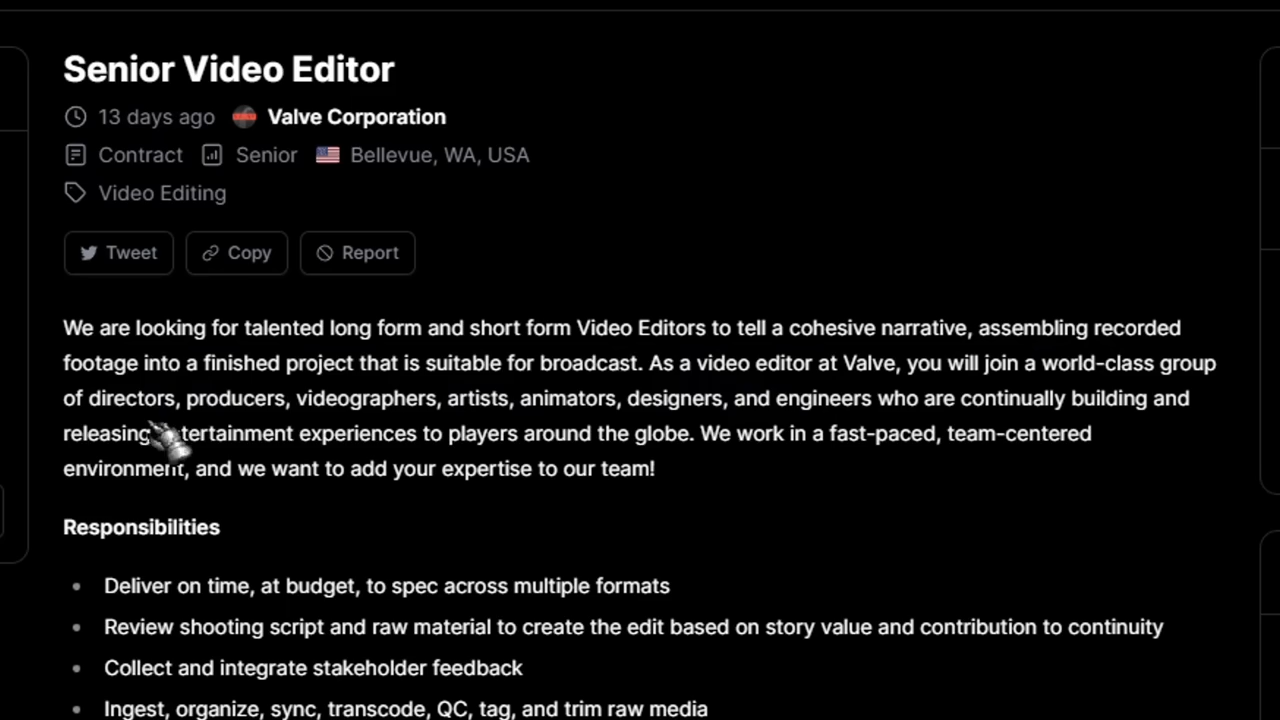 Senior Video Editor
13 days ago Valve Corporation
Contract Senior Bellevue, WA, USA
Video Editing
Tweet Copy Report
We are looking for talented long form and short form Video Editors to tell a cohesive narrative, assembling recorded
footage into a finished project that is suitable for broadcast. As a video editor at Valve, you will join a world-class group
of directors, producers, videographers, artists, animators, designers, and engineers who are continually building and
releasing entertainment experiences to players around the globe. We work in a fast-paced, team-centered
environment, and we want to add your expertise to our team!
Responsibilities
• Deliver on time, at budget, to spec across multiple formats
• Review shooting script and raw material to create the edit based on story value and contribution to continuity
• Collect and integrate stakeholder feedback
• Ingest, organize, sync, transcode, QC, tag, and trim raw media